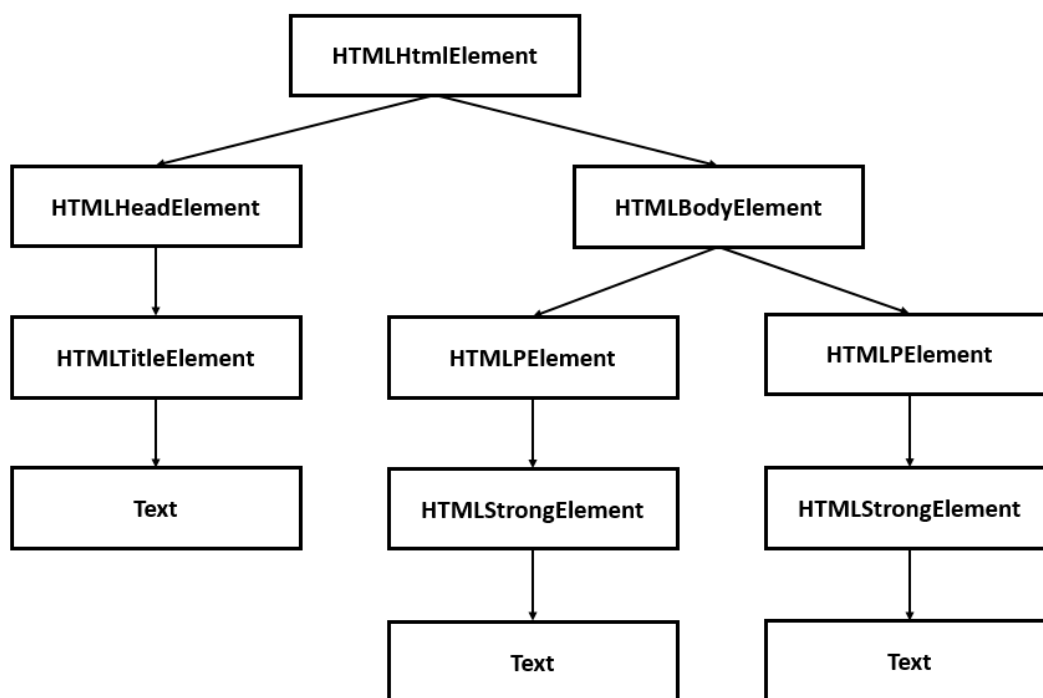 HTMLHtmlElement
HTMLHeadElement
HTMLBodyElement
HTMLTitleElement
HTMLPElement
HTMLPElement
Text
HTMLStrongElement
HTMLStrongElement
Text
Text